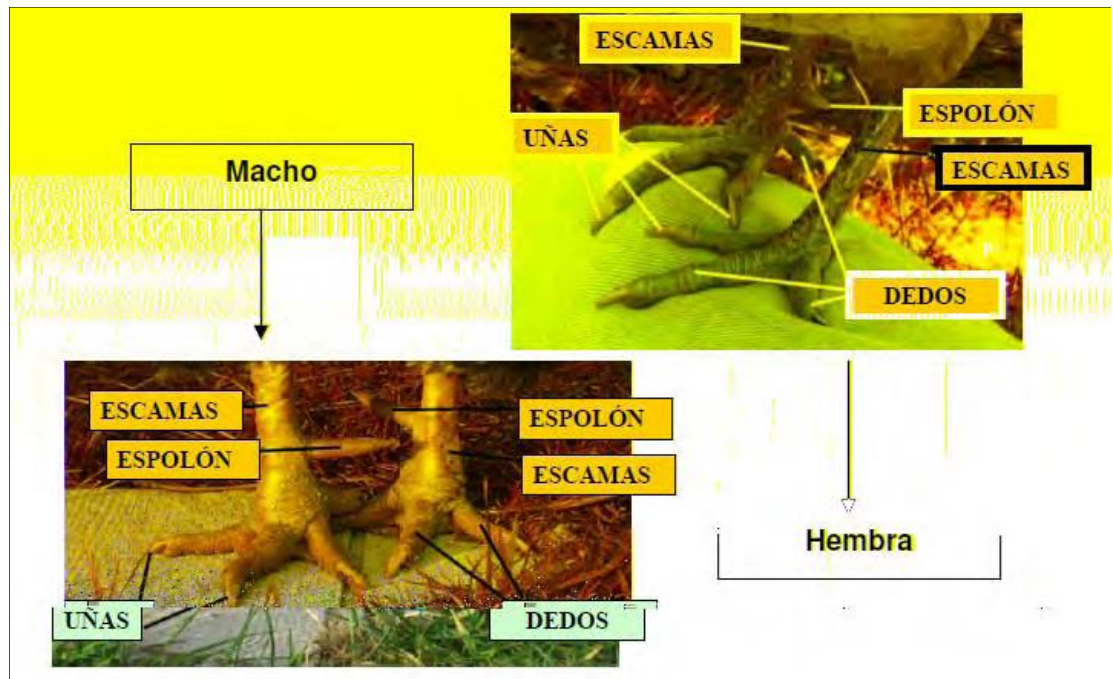 ESCAMAS
ESPOLÓN
UÑAS
Macho
ESCAMAS
DEDOS
ESCAMAS
ESPOLÓN
ESPOLÓN
ESCAMAS
Hembra
UÑAS
DEDOS